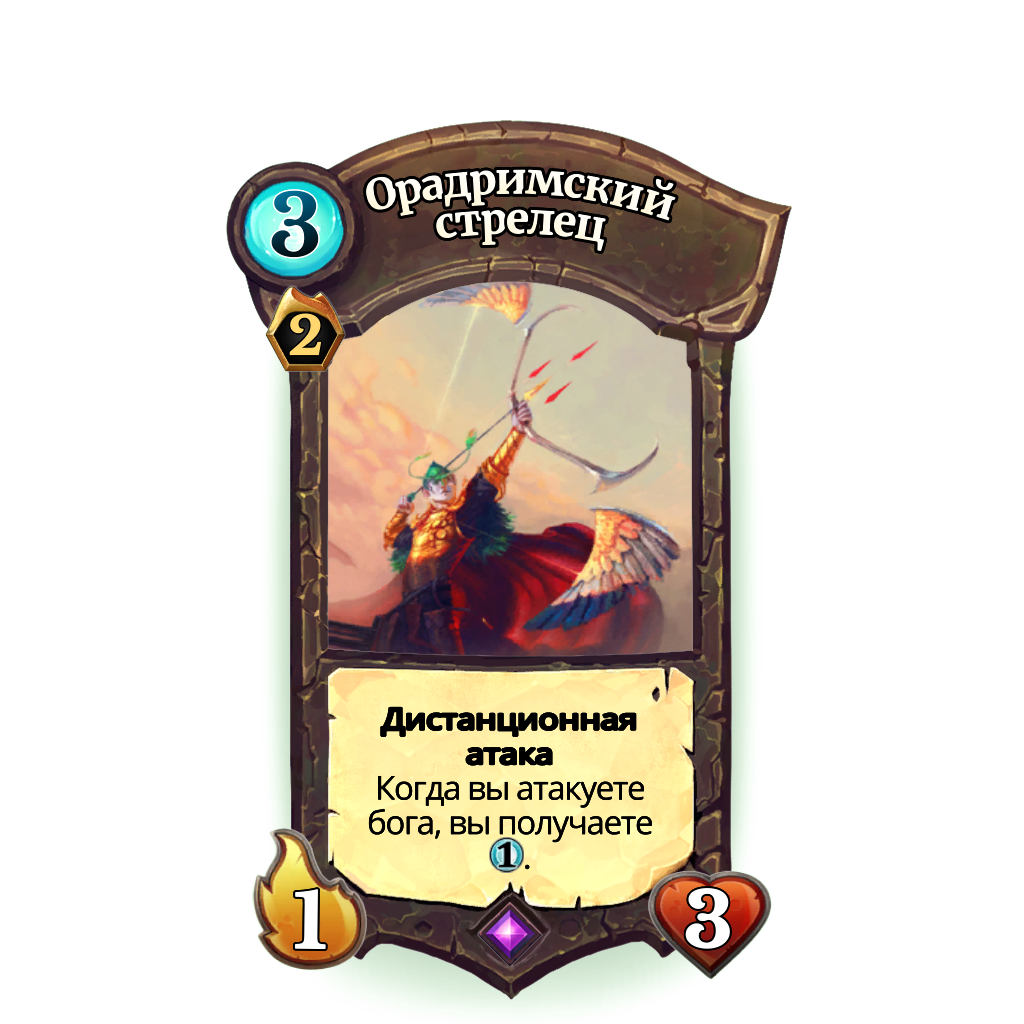 3
Орадримский
стрелец
2
Дистанционная
атака
Когда вы атакуете
бога, вы получаете
1.
1
3